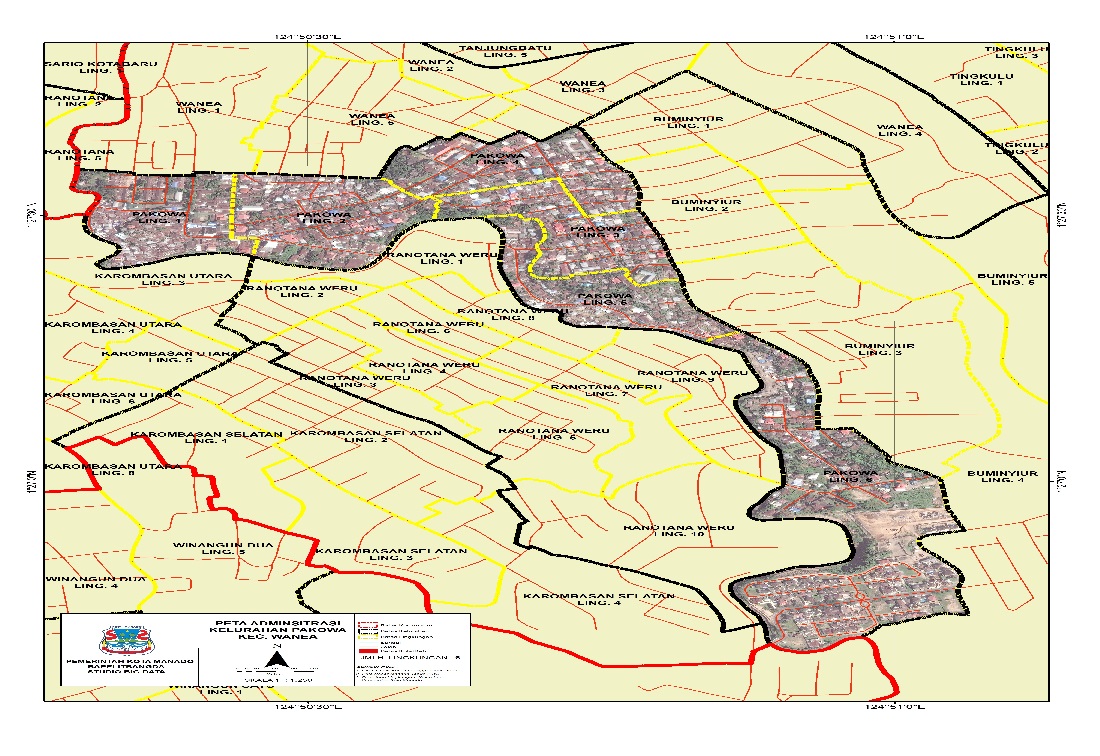 124°50'30"E
124°51'0"E
TANJUNGBATU
LING. 5
TINGKULU
LING. 3
SARIO KOTABARU
LING.
WANEA
LING. 2
TINGKULU
LING. 1
WANEA
LING. 3
RANOTANA
LING. 2
WANEA
LING. 1
WANEA
LING. 5
BUMINYIUR
LING. 1
WANEA
LING. 4
RANOTANA
LING. 5
TINGKULU
LING. 2
PAKOWA
LING. 4
BUMINYIUR
LING. 2
PAKOWA
LING. 1
PAKOWA
LING. 2
PAKOWA
LING. 3
RANOTANA WERU
LING. 1
KAROMBASAN UTARA
LING. 3
BUMINYIUR
LING. 5
RANOTANA WERU
LING. 2
PAKOWA
LING. 5
RANOTANA WERU
LING. 8
KAROMBASAN UTARA
LING. 4
RANOTANA WERU
LING. 6
BUMINYIUR
LING. 3
KAROMBASAN UTARA
LING. 5
RANOTANA WERU
LING. 4
RANOTANA WERU
LING. 3
RANOTANA WERU
LING. 9
RANOTANA WERU
LING. 7
KAROMBASAN UTARA
LING. 6
KAROMBASAN SELATAN
LING. 1
KAROMBASAN SELATAN
LING. 2
RANOTANA WERU
LING. 5
KAROMBASAN UTARA
LING. 8
PAKOWA
LING. 6
BUMINYIUR
LING. 4
RANOTANA WERU
LING. 10
WINANGUN DUA
LING. 5
KAROMBASAN SELATAN
LING. 3
WINANGUN DUA
LING. 4
KAROMBASAN SELATAN
LING. 4
PETA ADMINSITRASI
KELURAHAN PAKOWA
KEC. WANEA
N
PEMERINTAH KOTA MANADO
BAPELITBANGDA
STUDIO BIG DATA
WINANGUN SATU
LING. 1
124°50'30"E
124°51'0"E